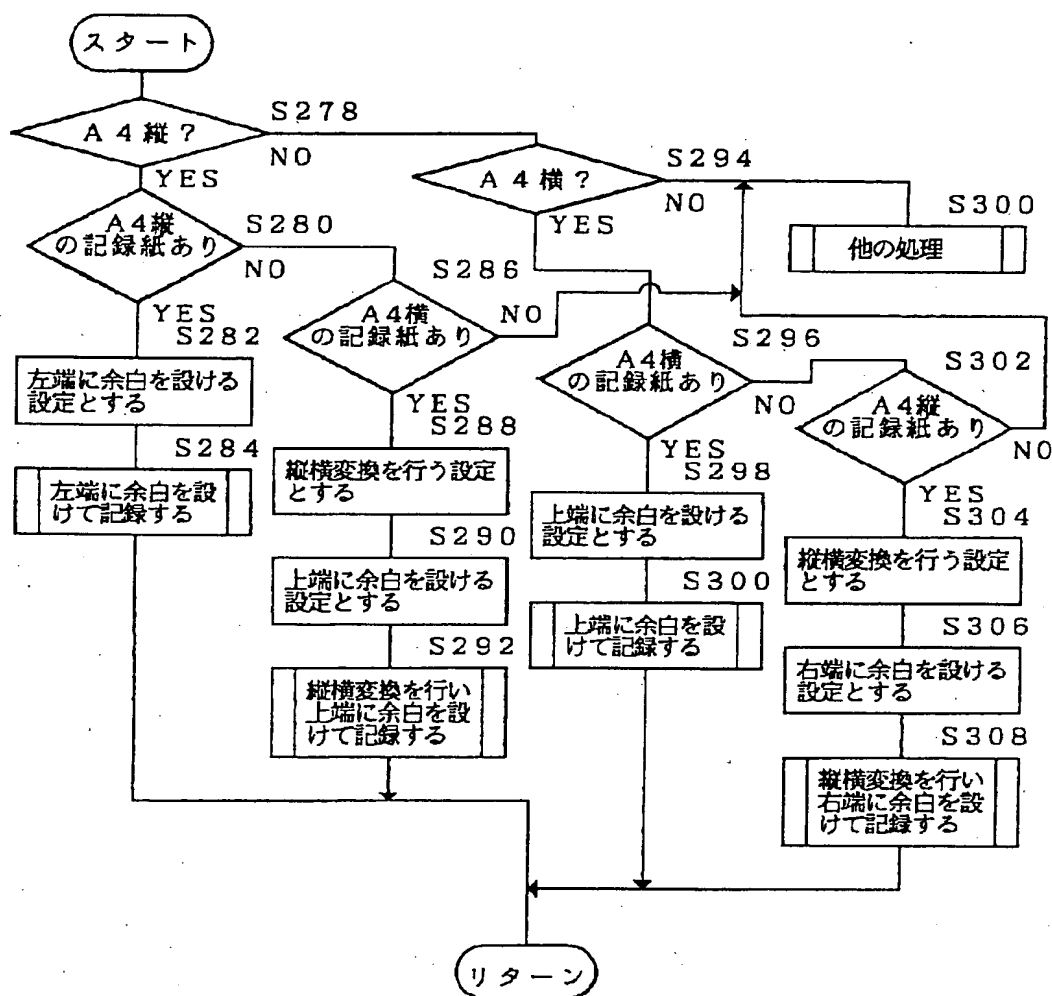 スタート
S278
A4縦?
NO
YES
S294
A4横?
NO
YES
S300
他の処理
S280
A4縦
の記録紙あり
NO
YES
S286
A4横
の記録紙あり
NO
YES
S282
左端に余白を設ける
設定とする
S284
左端に余白を設
けて記録する
S288
縦横変換を行う設定
とする
S290
上端に余白を設ける
設定とする
S292
縦横変換を行い
上端に余白を設
けて記録する
S296
A4横
の記録紙あり
NO
YES
S298
上端に余白を設ける
設定とする
S300
上端に余白を設
けて記録する
S302
A4縦
の記録紙あり
NO
YES
S304
縦横変換を行う設定
とする
S306
右端に余白を設ける
設定とする
S308
縦横変換を行い
右端に余白を設
けて記録する
リターン